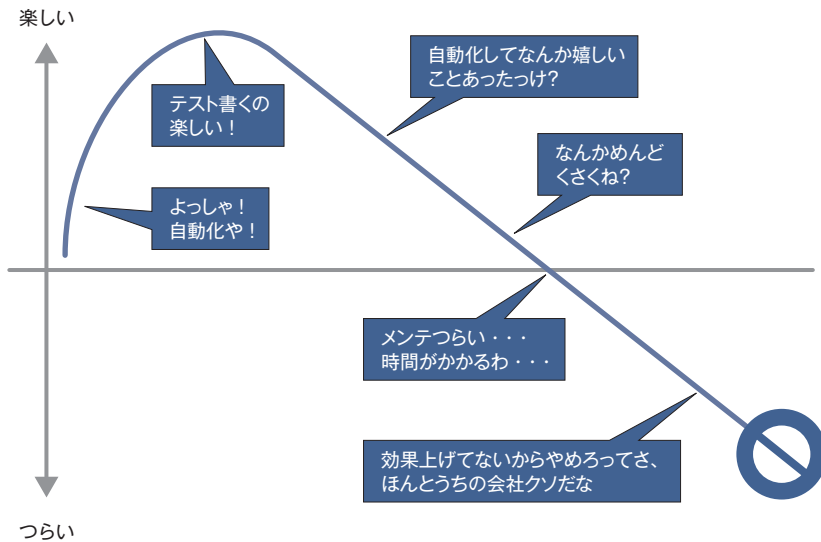 楽しい
自動化してなんか嬉しい
ことあったっけ?
テスト書くの
楽しい！
なんかめんど
くさくね?
よっしゃ！
自動化や！
メンテつらい・・・
時間がかかるわ・・・
効果上げてないからやめろってさ、
ほんとうちの会社クソだな
つらい